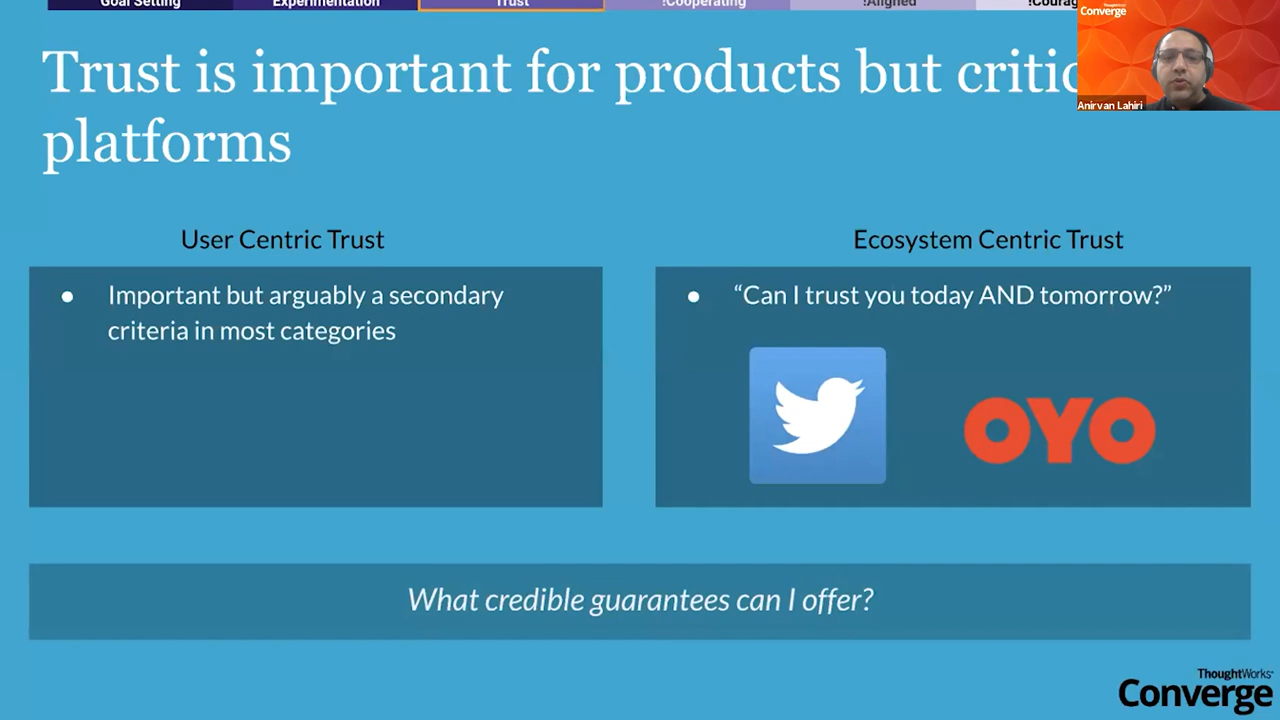 Goal Setting
Experimentation
Trust
!Cooperating
!Aligned
Converge
Anirvan Lahiri
Trust is important for products but
platforms
User Centric Trust
Ecosystem Centric Trust
● Important but arguably a secondary
criteria in most categories
● “Can I trust you today AND tomorrow?”
OYO
What credible guarantees can I offer?
ThoughtWorks®
Converge